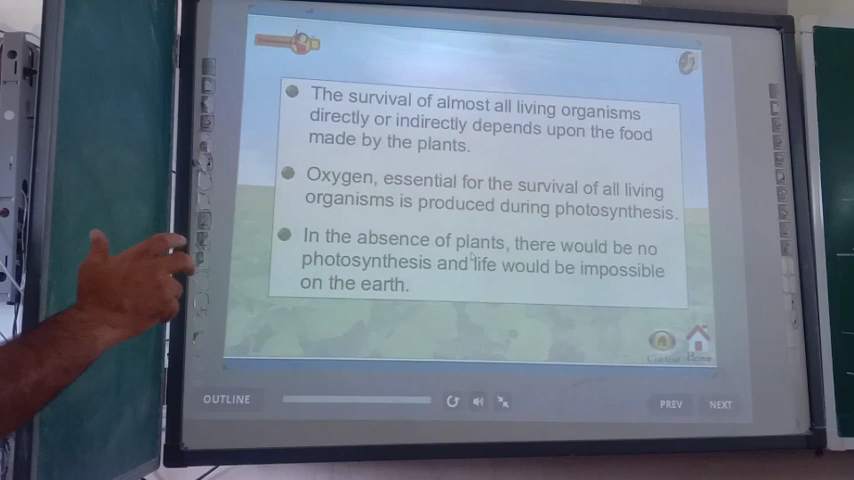 The survival of almost all living organisms
directly or indirectly depends upon the food
made by the plants.
Oxygen, essential for the survival of all living
organisms is produced during photosynthesis.
In the absence of plants, there would be no
photosynthesis and life would be impossible
on the earth.
Home
OUTLINE
PREV
NEXT